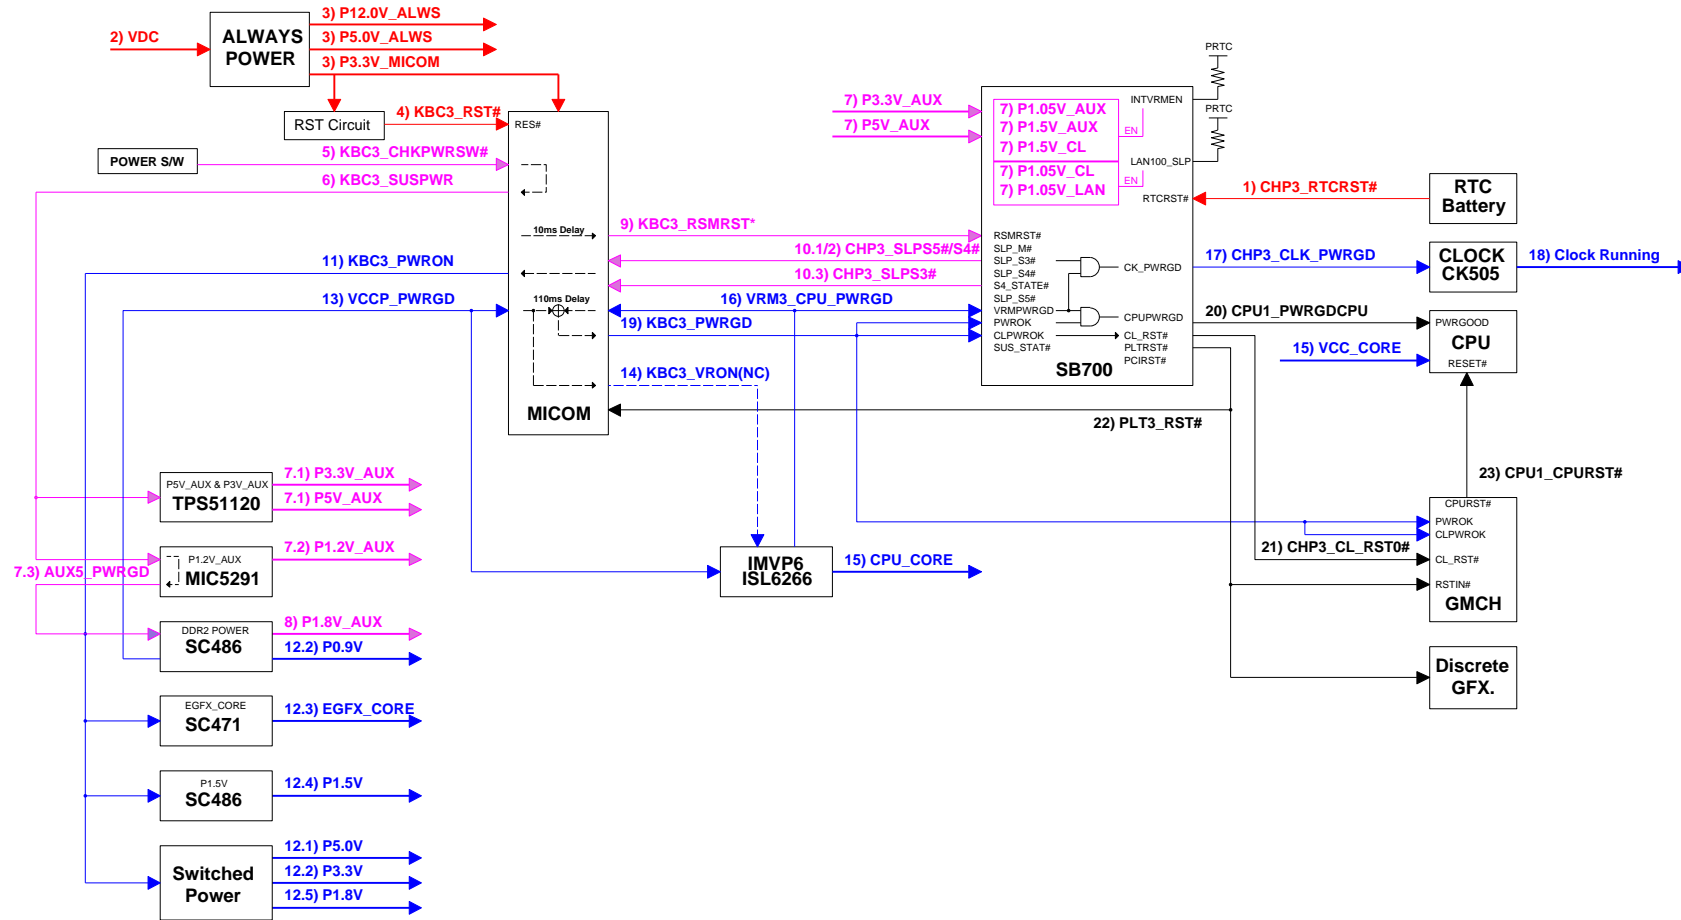 3) P12.0V_ALWS
2) VDC
ALWAYS
POWER
3) P5.0V_ALWS
3) P3.3V_MICOM
RST Circuit
4) KBC3_RST#
RES#
POWER S/W
5) KBC3_CHKPWRSW#
6) KBC3_SUSPWR
10ms Delay
9) KBC3_RSMRST*
10.1/2) CHP3_SLPS5#/S4#
11) KBC3_PWRON
10.3) CHP3_SLPS3#
13) VCCP_PWRGD
110ms Delay
16) VRM3_CPU_PWRGD
19) KBC3_PWRGD
14) KBC3_VRON(NC)
MICOM
22) PLT3_RST#
7) P3.3V_AUX
7) P5V_AUX
7) P1.05V_AUX
7) P1.5V_AUX
7) P1.5V_CL
EN
7) P1.05V_CL
7) P1.05V_LAN
EN
PRTC
INTVRMEN
PRTC
LAN100_SLP
RTCRST#
1) CHP3_RTCRST#
RTC
Battery
RSMRST#
SLP_M#
SLP_S3#
SLP_S4#
S4_STATE#
SLP_S5#
VRMPWRGD
PWROK
CLPWROK
SUS_STAT#
CK_PWRGD
CPUPWRGD
CL_RST#
PLTRST#
PCIRST#
SB700
17) CHP3_CLK_PWRGD
CLOCK
CK505
18) Clock Running
20) CPU1_PWRGDCPU
PWRGOOD
CPU
RESET#
15) VCC_CORE
23) CPU1_CPURST#
CPURST#
PWROK
CLPWROK
21) CHP3_CL_RST0#
CL_RST#
RSTIN#
GMCH
Discrete
GFX.
P5V_AUX & P3V_AUX
TPS51120
7.1) P3.3V_AUX
7.1) P5V_AUX
P1.2V_AUX
MIC5291
7.2) P1.2V_AUX
7.3) AUX5_PWRGD
IMVP6
ISL6266
15) CPU_CORE
DDR2 POWER
SC486
8) P1.8V_AUX
12.2) P0.9V
EGFX_CORE
SC471
12.3) EGFX_CORE
P1.5V
SC486
12.4) P1.5V
Switched
Power
12.1) P5.0V
12.2) P3.3V
12.5) P1.8V